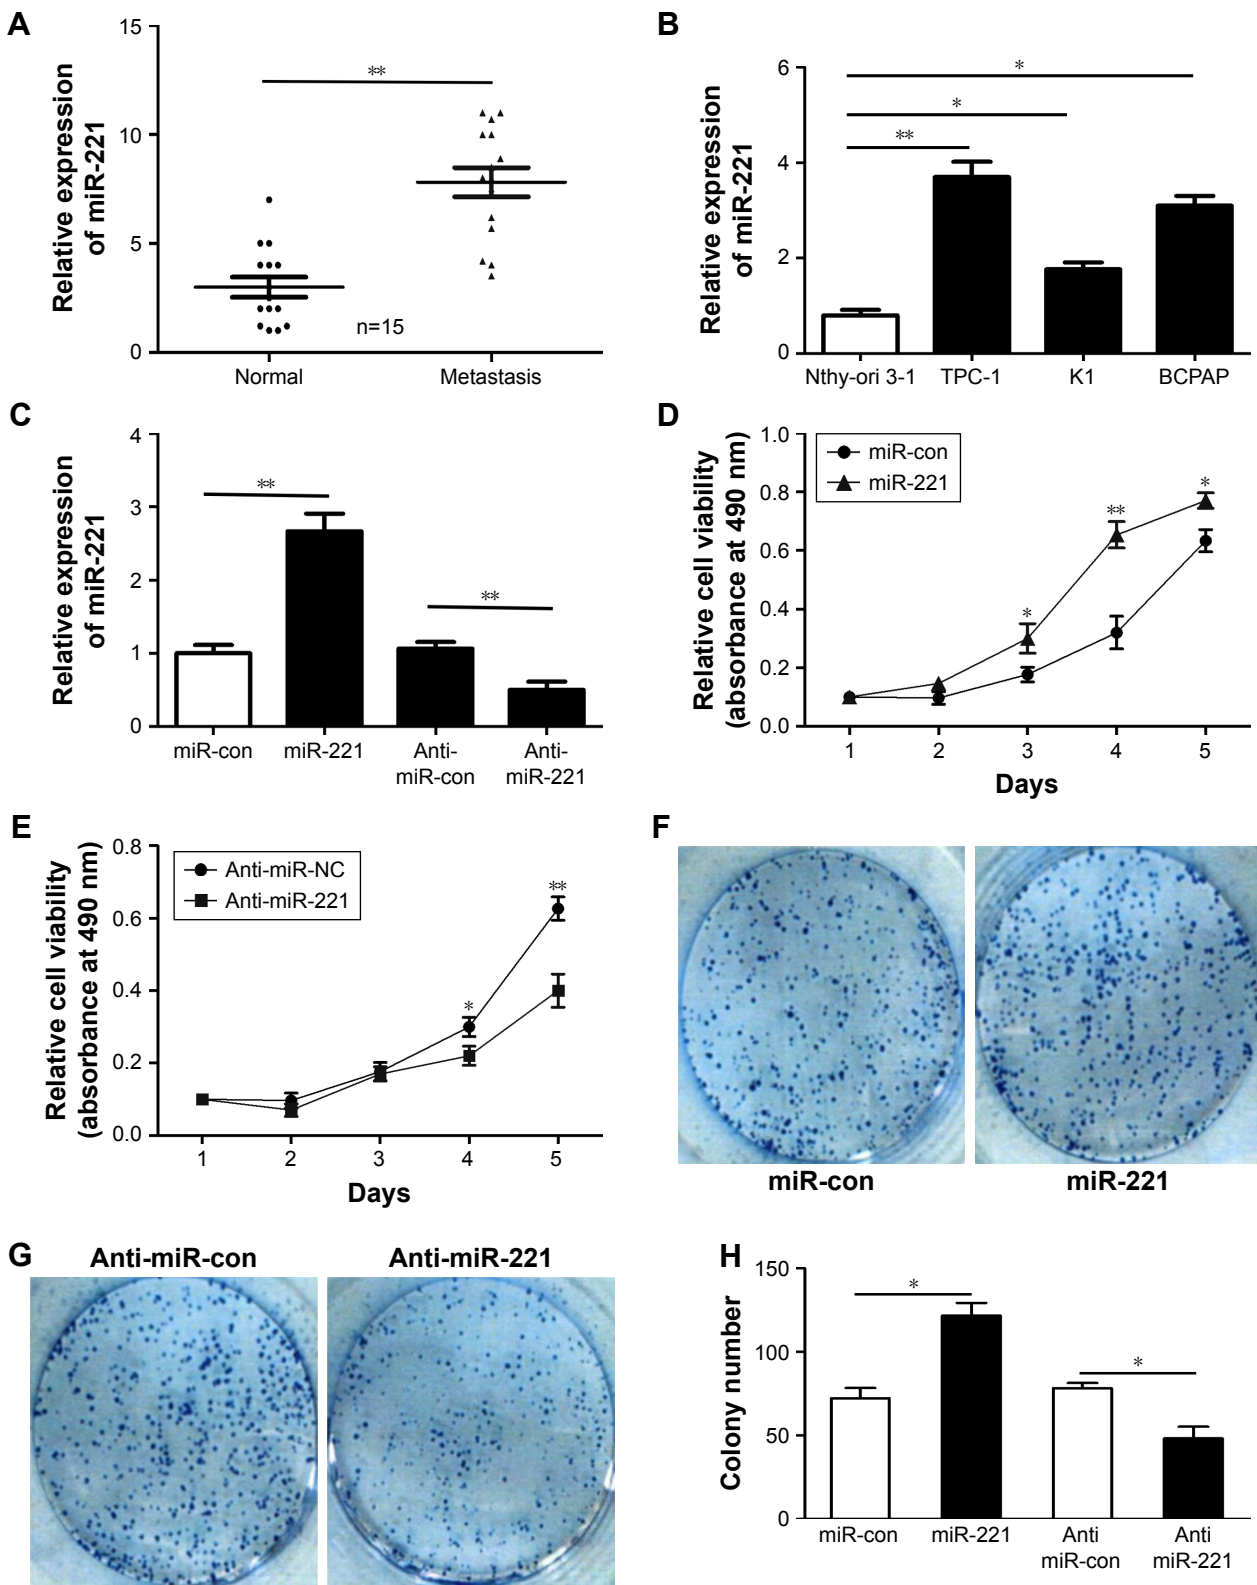 A
Relative expression
of miR-221
15
10
5
0
**
n=15
Normal
Metastasis
B
Relative expression
of miR-221
6
4
2
0
*
*
**
Nthy-ori 3-1
TPC-1
K1
BCPAP
C
Relative expression
of miR-221
4
3
2
1
0
**
**
miR-con
miR-221
Anti-
miR-con
Anti-
miR-221
D
Relative cell viability
(absorbance at 490 nm)
1.0
0.8
0.6
0.4
0.2
0.0
miR-con
miR-221
*
**
*
1 2 3 4 5
Days
E
Relative cell viability
(absorbance at 490 nm)
0.8
0.6
0.4
0.2
0.0
Anti-miR-NC
Anti-miR-221
*
**
1 2 3 4 5
Days
F
miR-con
miR-221
G
Anti-miR-con
Anti-miR-221
H
Colony number
150
100
50
0
*
*
miR-con
miR-221
Anti
miR-con
Anti
miR-221